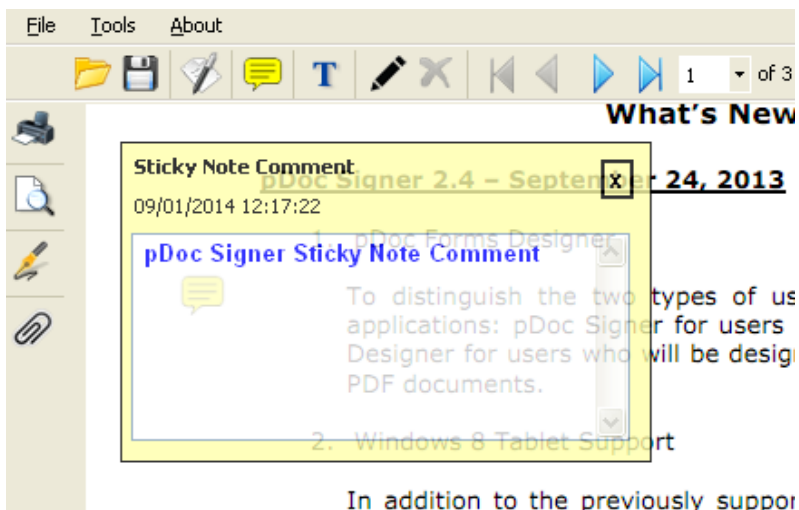 File Tools About
T 1 of 3
What's New
Sticky Note Comment x
pDoc Signer 2.4 – September 24, 2013
09/01/2014 12:17:22
1. pDoc Forms Designer
pDoc Signer Sticky Note Comment
To distinguish the two types of us
applications: pDoc Signer for users
Designer for users who will be desig
PDF documents.
2. Windows 8 Tablet Support
In addition to the previously suppor